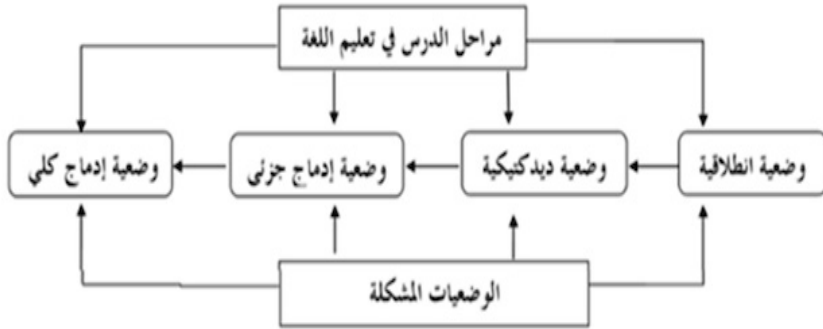 مراحل الدرس في تعليم اللغة
وضعية انطلاقية
وضعية ديدكتيكية
وضعية إدماج جزئي
وضعية إدماج كلي
الوضعيات المشكلة